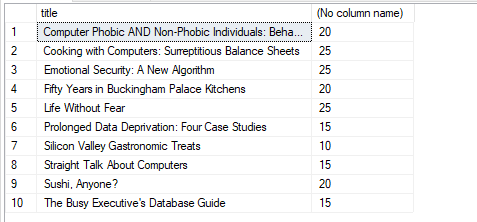 title (No column name)
1 Computer Phobic AND Non-Phobic Individuals: Beha... 20
2 Cooking with Computers: Surreptitious Balance Sheets 25
3 Emotional Security: A New Algorithm 25
4 Fifty Years in Buckingham Palace Kitchens 20
5 Life Without Fear 25
6 Prolonged Data Deprivation: Four Case Studies 15
7 Silicon Valley Gastronomic Treats 10
8 Straight Talk About Computers 15
9 Sushi, Anyone? 20
10 The Busy Executive's Database Guide 15